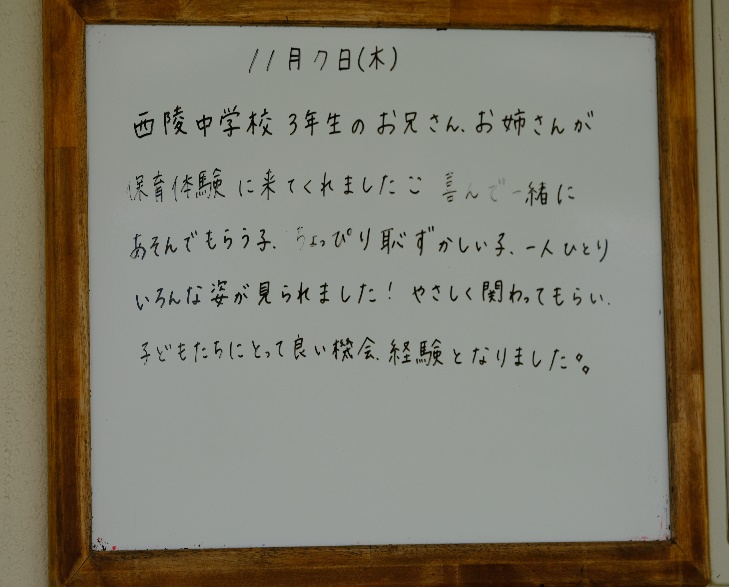 11月7日(木)
西陵中学校3年生のお兄さん、お姉さんが
保育体験に来てくれました 喜んで一緒に
あそんでもらう子、ちょっぴり恥ずかしい子、一人ひとり
いろんな姿が見られました！やさしく関わってもらい、
子どもたちにとって良い機会、経験となりました。